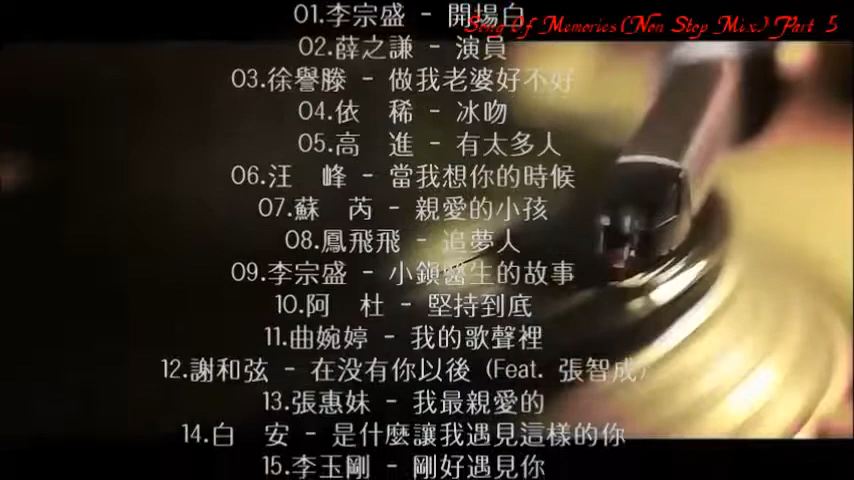 Song Of Memories(Non Stop Mix) Part 5
01.李宗盛 - 開場白
02.薛之謙 - 演員
03.徐譽滕 - 做我老婆好不好
04.依　稀 - 冰吻
05.高　進 - 有太多人
06.汪　峰 - 當我想你的時候
07.蘇　芮 - 親愛的小孩
08.鳳飛飛 - 追夢人
09.李宗盛 - 小鎮醫生的故事
10.阿　杜 - 堅持到底
11.曲婉婷 - 我的歌聲裡
12.謝和弦 - 在没有你以後 (Feat. 張智成)
13.張惠妹 - 我最親愛的
14.白　安 - 是什麼讓我遇見這樣的你
15.李玉剛 - 剛好遇見你